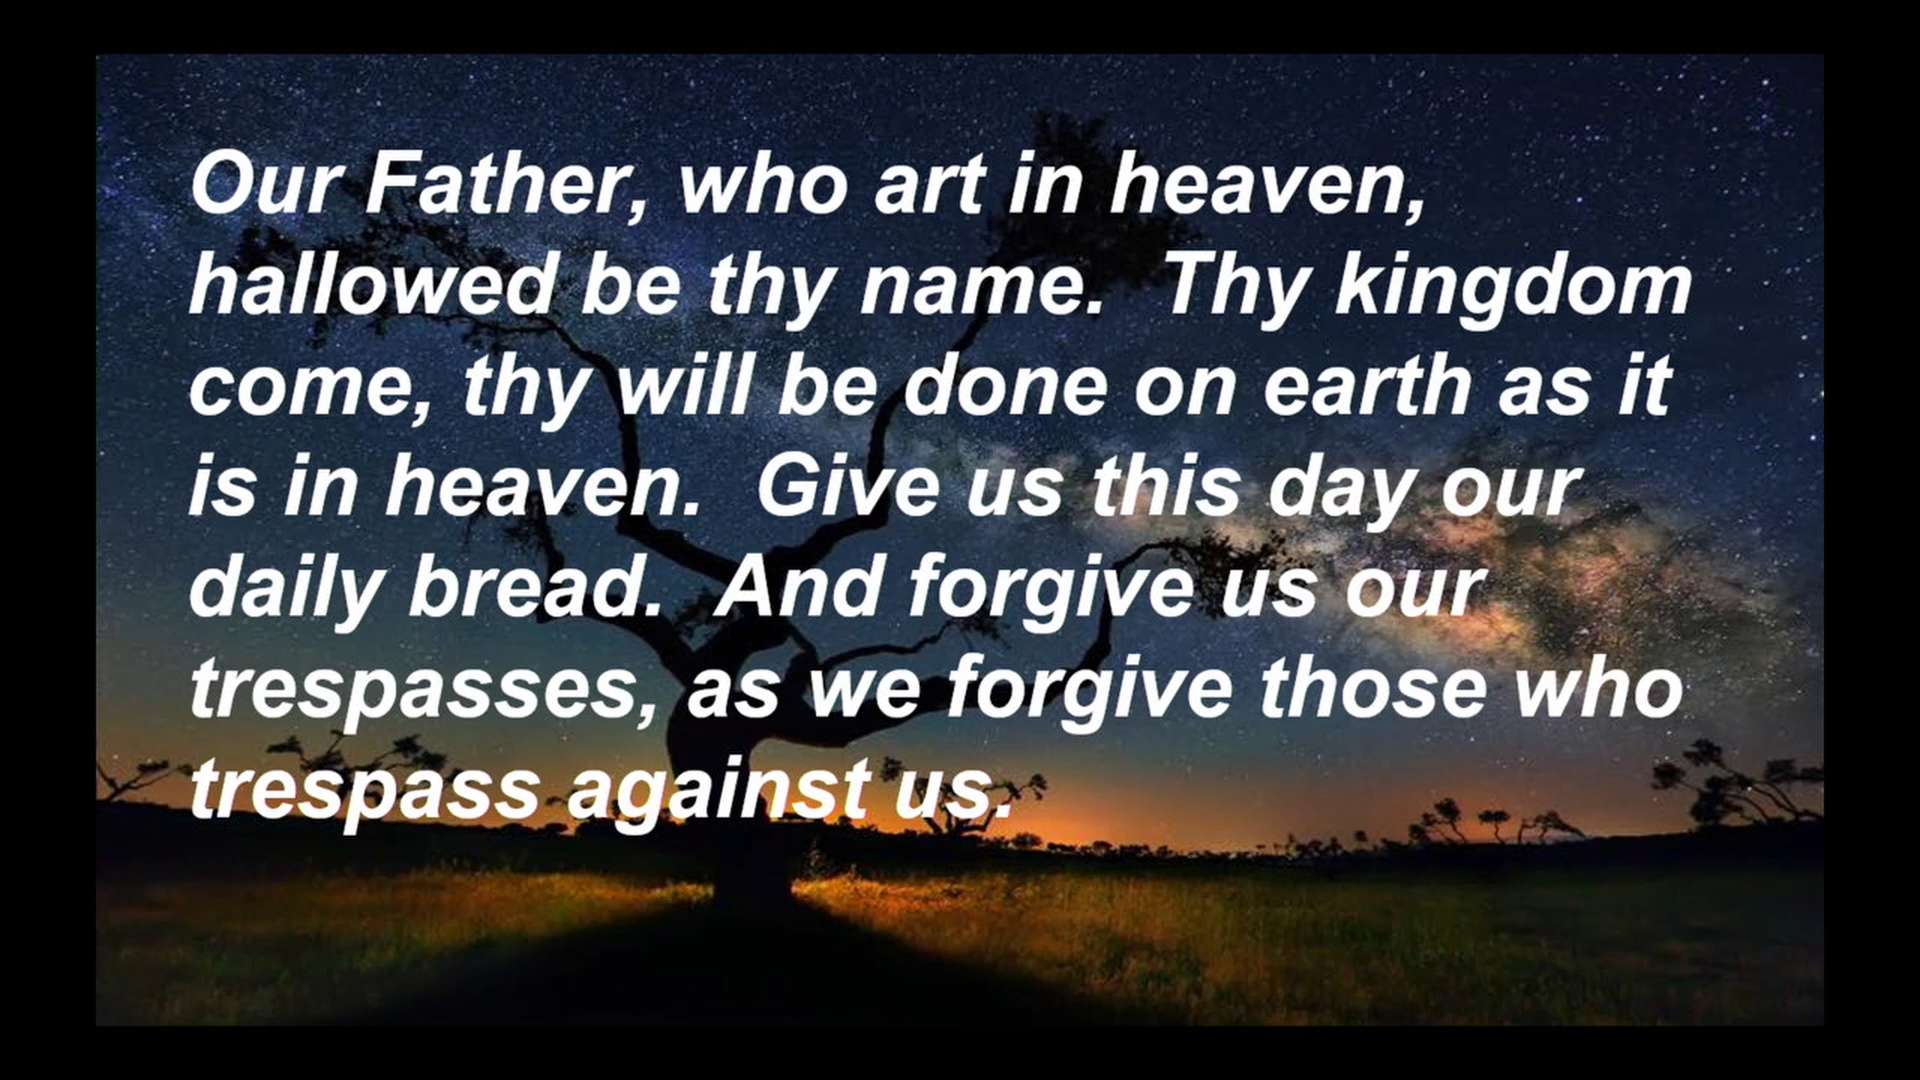 Our Father, who art in heaven,
hallowed be thy name.  Thy kingdom
come, thy will be done on earth as it
is in heaven.  Give us this day our
daily bread.  And forgive us our
trespasses, as we forgive those who
trespass against us.